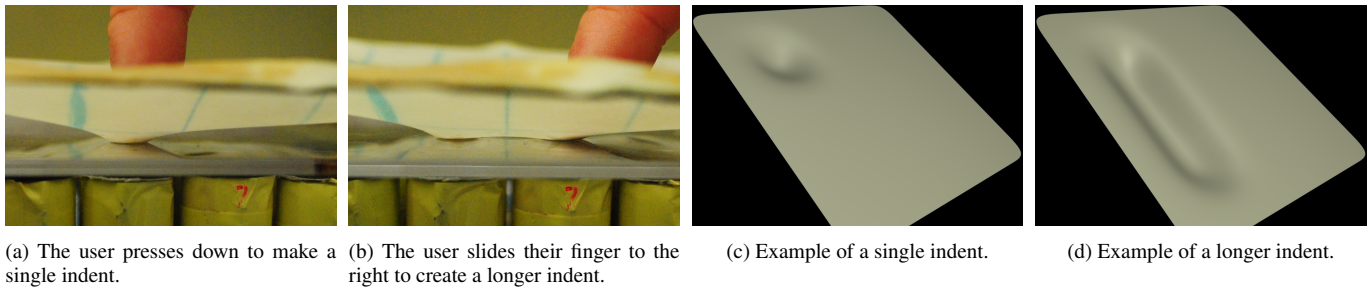 (a) The user presses down to make a
single indent.
(b) The user slides their finger to the
right to create a longer indent.
(c) Example of a single indent.
(d) Example of a longer indent.